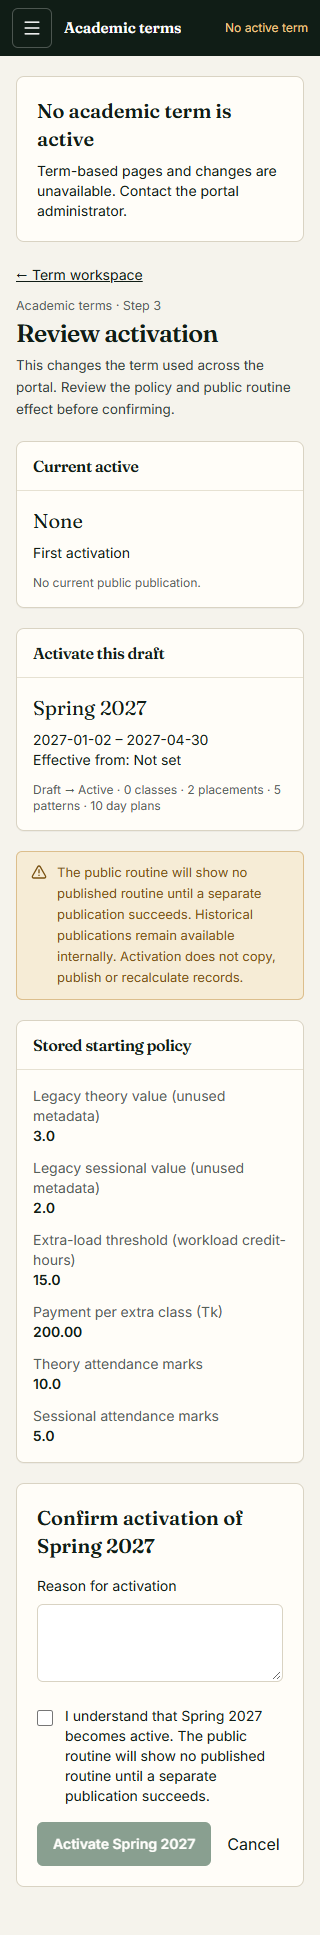 Academic terms
No active term
No academic term is
active
Term-based pages and changes are
unavailable. Contact the portal
administrator.
← Term workspace
Academic terms · Step 3
Review activation
This changes the term used across the
portal. Review the policy and public routine
effect before confirming.
Current active
None
First activation
No current public publication.
Activate this draft
Spring 2027
2027-01-02 – 2027-04-30
Effective from: Not set
Draft → Active · 0 classes · 2 placements · 5
patterns · 10 day plans
The public routine will show no
published routine until a separate
publication succeeds. Historical
publications remain available
internally. Activation does not copy,
publish or recalculate records.
Stored starting policy
Legacy theory value (unused
metadata)
3.0
Legacy sessional value (unused
metadata)
2.0
Extra-load threshold (workload credit-
hours)
15.0
Payment per extra class (Tk)
200.00
Theory attendance marks
10.0
Sessional attendance marks
5.0
Confirm activation of
Spring 2027
Reason for activation
I understand that Spring 2027
becomes active. The public
routine will show no published
routine until a separate
publication succeeds.
Activate Spring 2027
Cancel